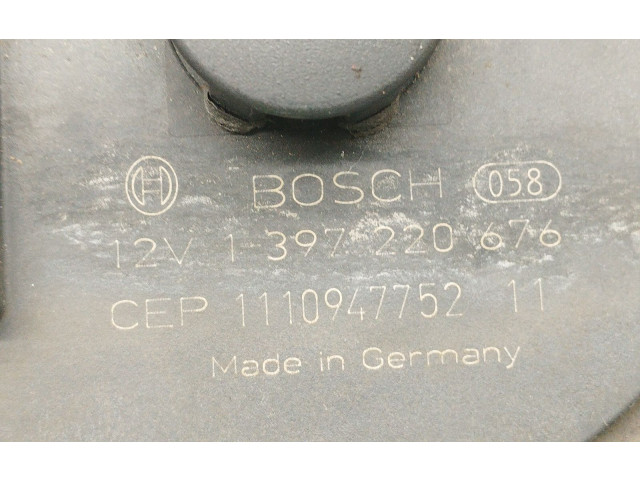 BOSCH 058
12V 1 397 220 676
CEP 1110947752 11
Made in Germany